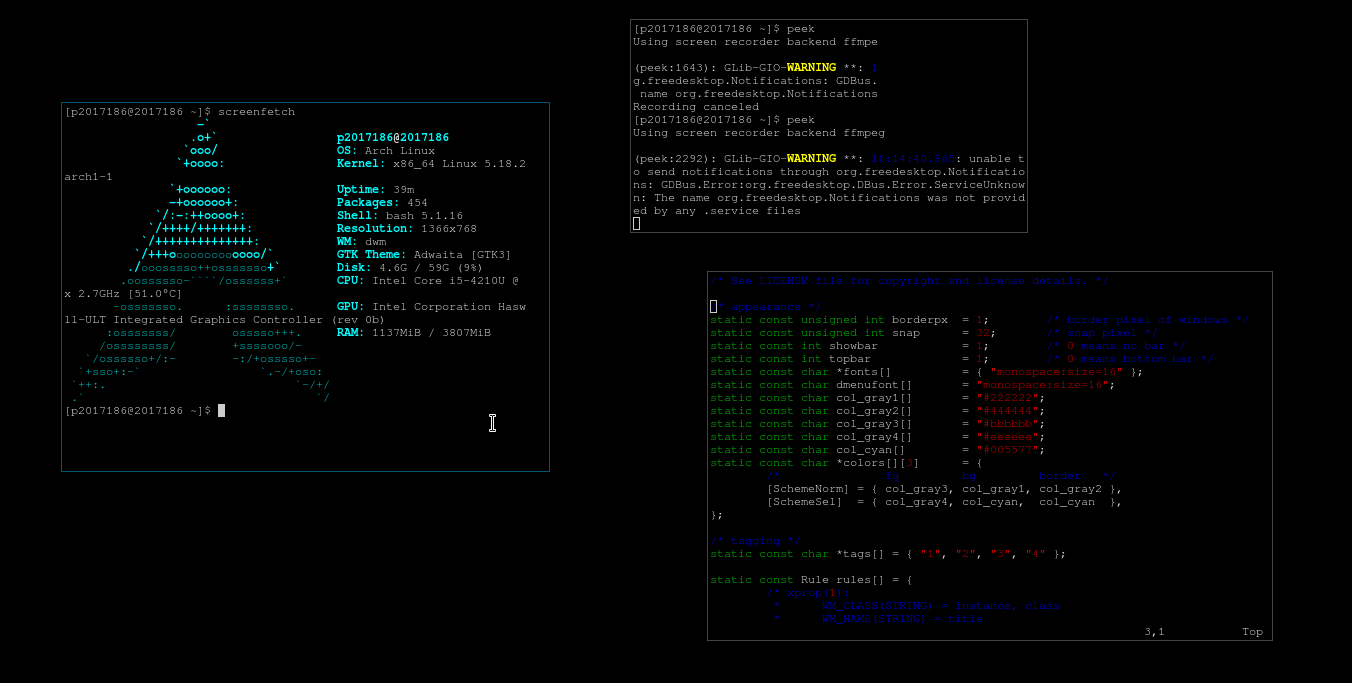 [p2017186@2017186 ~]$ screenfetch
-`
.o+`
p2017186@2017186
`ooo/
OS: Arch Linux
`+oooo:
Kernel: x86_64 Linux 5.18.2
arch1-1
`+oooooo:
Uptime: 39m
-+oooooo+:
Packages: 454
`/:-:++oooo+:
Shell: bash 5.1.16
`/++++/+++++++:
Resolution: 1366x768
`/++++++++++++++:
WM: dwm
`/+++ooooooooooooo/`
GTK Theme: Adwaita [GTK3]
./ooosssso++osssssso+`
Disk: 4.6G / 59G (9%)
.oossssso-````/ossssss+`
CPU: Intel Core i5-4210U @
x 2.7GHz [51.0°C]
-osssssso. :ssssssso.
GPU: Intel Corporation Hasw
ll-ULT Integrated Graphics Controller (rev 0b)
:osssssss/ osssso+++.
RAM: 1137MiB / 3807MiB
/ossssssss/ +ssssooo/-
`/ossssso+/:- -:/+osssso+-
`+sso+:-` `.-/+oso:
`++:. `-/+/
.` `/
[p2017186@2017186 ~]$
[p2017186@2017186 ~]$ peek
Using screen recorder backend ffmpe
(peek:1643): GLib-GIO-WARNING **: 1
g.freedesktop.Notifications: GDBus.
name org.freedesktop.Notifications
Recording canceled
[p2017186@2017186 ~]$ peek
Using screen recorder backend ffmpeg
(peek:2292): GLib-GIO-WARNING **: : unable t
o send notifications through org.freedesktop.Notificatio
ns: GDBus.Error:org.freedesktop.DBus.Error.ServiceUnknow
n: The name org.freedesktop.Notifications was not provid
ed by any .service files
/* See LICENSE file for copyright and license details. */
/* appearance */
static const unsigned int borderpx = 1; /* border pixel of windows */
static const unsigned int snap = 32; /* snap pixel */
static const int showbar = 1; /* 0 means no bar */
static const int topbar = 1; /* 0 means bottom bar */
static const char *fonts[] = { "monospace:size=16" };
static const char dmenufont[] = "monospace:size=16";
static const char col_gray1[] = "#222222";
static const char col_gray2[] = "#444444";
static const char col_gray3[] = "#bbbbbb";
static const char col_gray4[] = "#eeeeee";
static const char col_cyan[] = "#005577";
static const char *colors[][3] = {
/* fg bg border */
[SchemeNorm] = { col_gray3, col_gray1, col_gray2 },
[SchemeSel] = { col_gray4, col_cyan, col_cyan },
};
/* tagging */
static const char *tags[] = { "1", "2", "3", "4" };
static const Rule rules[] = {
/* xprop(1):
* WM_CLASS(STRING) = instance, class
* WM_NAME(STRING) = title
3,1 Top